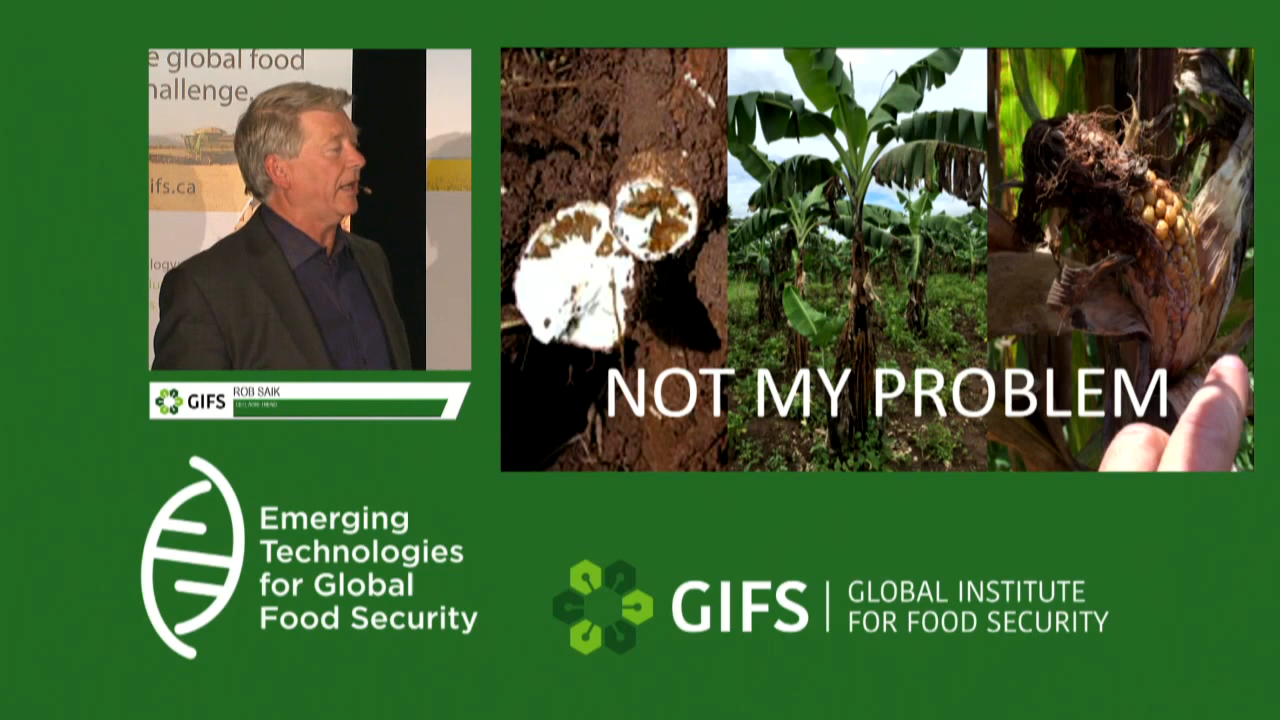 e global food
hallenge.
ifs.ca
GIFS
ROB SAIK
NOT MY PROBLEM
Emerging
Technologies
for Global
Food Security
GIFS
GLOBAL INSTITUTE
FOR FOOD SECURITY